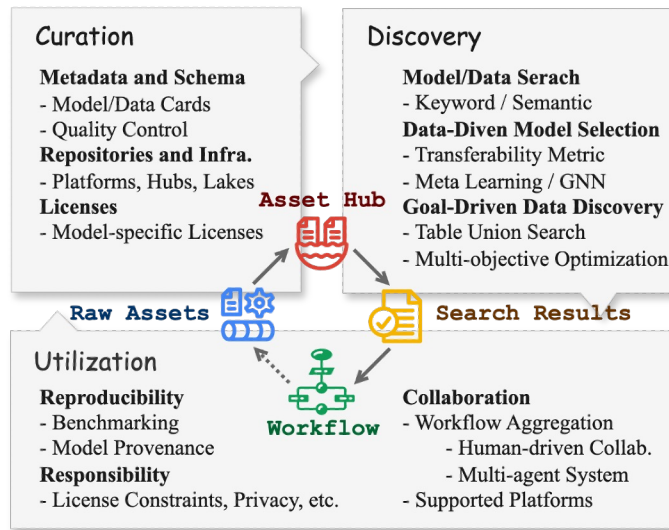 Curation
Metadata and Schema
- Model/Data Cards
- Quality Control
Repositories and Infra.
- Platforms, Hubs, Lakes
Licenses
- Model-specific Licenses
Discovery
Model/Data Serach
- Keyword / Semantic
Data-Diven Model Selection
- Transferability Metric
- Meta Learning / GNN
Goal-Driven Data Discovery
- Table Union Search
- Multi-objective Optimization
Asset Hub
Raw Assets
Search Results
Workflow
Utilization
Reproducibility
- Benchmarking
- Model Provenance
Responsibility
- License Constraints, Privacy, etc.
Collaboration
- Workflow Aggregation
- Human-driven Collab.
- Multi-agent System
- Supported Platforms